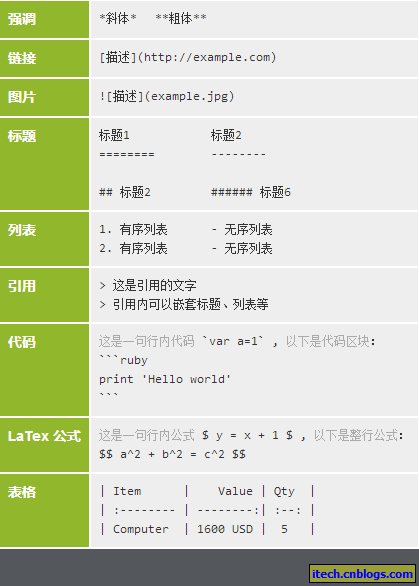 强调 *斜体* **粗体**
链接 [描述](http://example.com)
图片 ![描述](example.jpg)
标题 标题1 标题2
======== --------
## 标题2 ###### 标题6
列表 1. 有序列表 - 无序列表
2. 有序列表 - 无序列表
引用 > 这是引用的文字
> 引用内可以嵌套标题、列表等
代码 这是一句行内代码 `var a=1` , 以下是代码区块:
```ruby
print 'Hello world'
```
LaTex 公式 这是一句行内公式 $ y = x + 1 $ , 以下是整行公式:
$$ a^2 + b^2 = c^2 $$
表格 | Item | Value | Qty |
| :-------- | --------:| :--: |
| Computer | 1600 USD | 5 |
itech.cnblogs.com